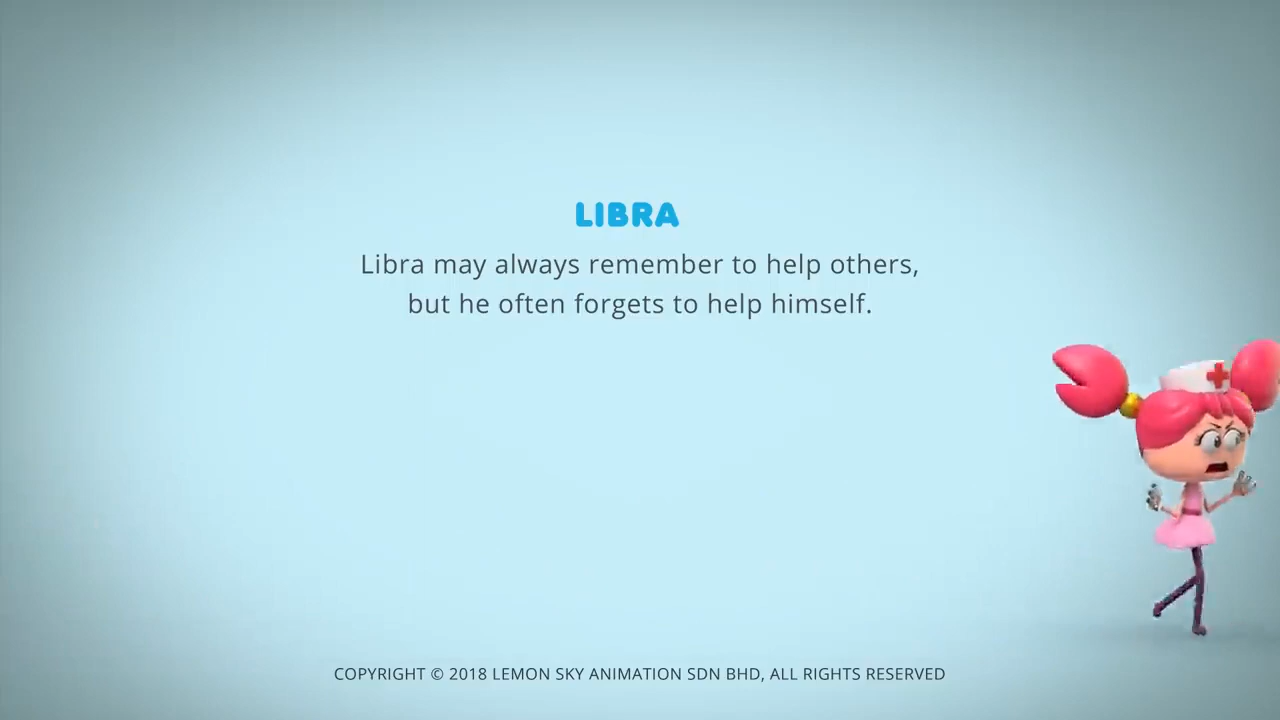 LIBRA
Libra may always remember to help others,
but he often forgets to help himself.
COPYRIGHT © 2018 LEMON SKY ANIMATION SDN BHD, ALL RIGHTS RESERVED